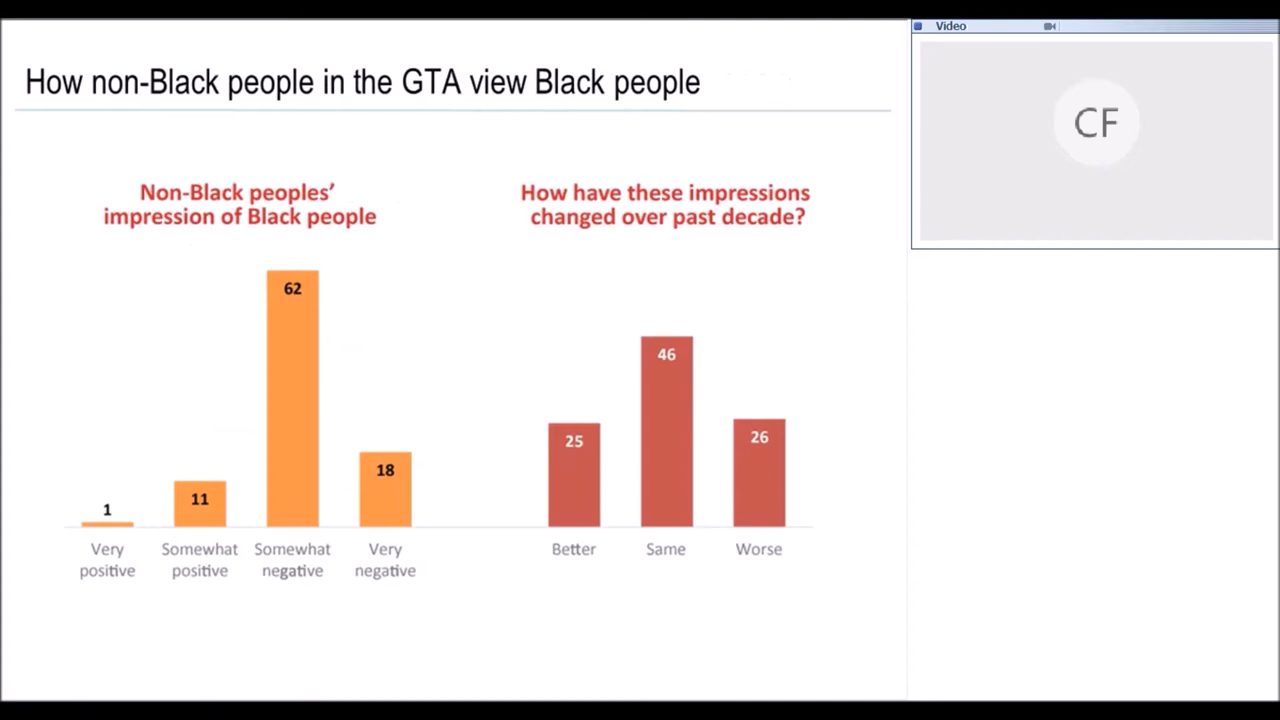 Video
How non-Black people in the GTA view Black people
CF
Non-Black peoples’
impression of Black people
How have these impressions
changed over past decade?
62
46
25
26
18
11
1
Very
positive
Somewhat
positive
Somewhat
negative
Very
negative
Better
Same
Worse